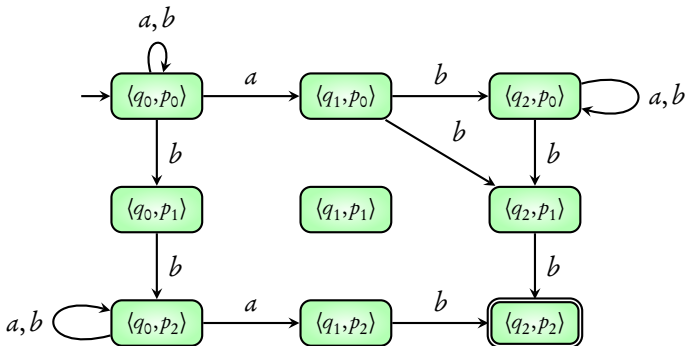 a, b
⟨q₀,p₀⟩ a ⟨q₁,p₀⟩ b ⟨q₂,p₀⟩ a, b
b b b
⟨q₀,p₁⟩ ⟨q₁,p₁⟩ ⟨q₂,p₁⟩
b b
a, b ⟨q₀,p₂⟩ a ⟨q₁,p₂⟩ b ⟨q₂,p₂⟩